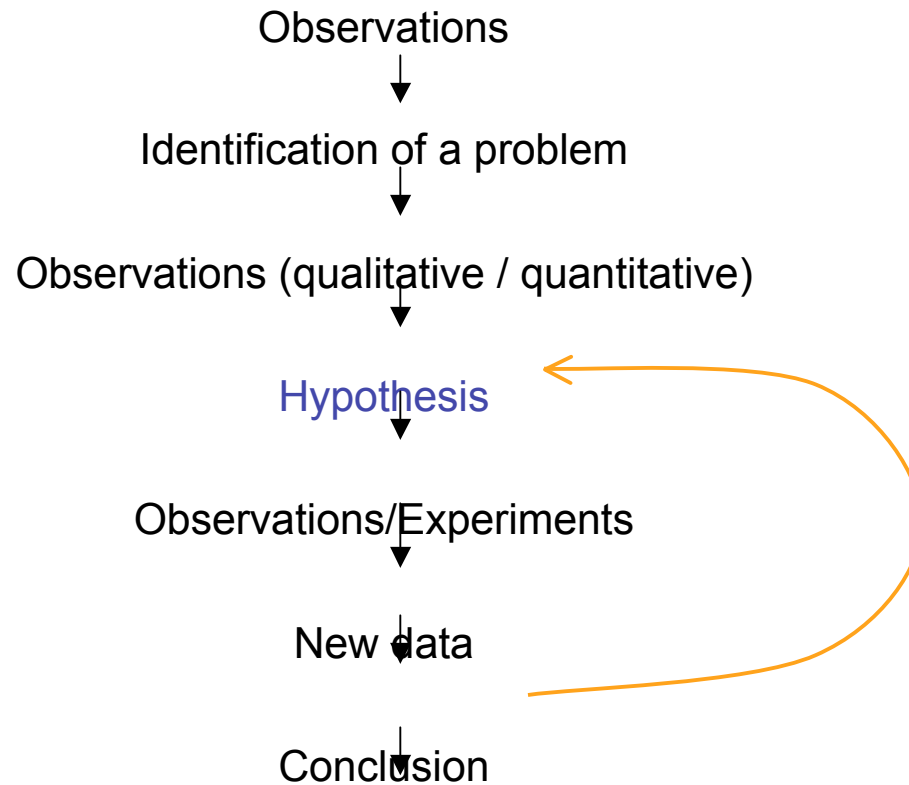 Observations
Identification of a problem
Observations (qualitative / quantitative)
Hypothesis
Observations/Experiments
New data
Conclusion